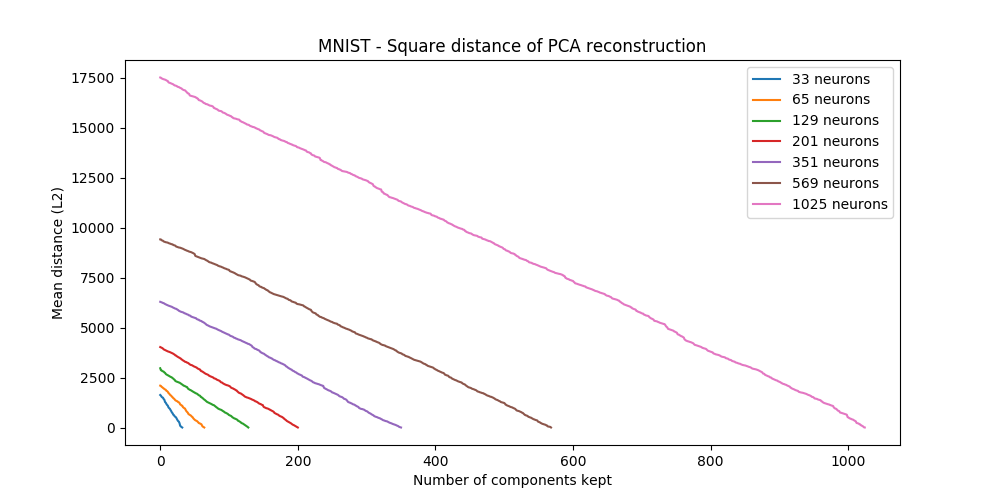 MNIST - Square distance of PCA reconstruction
17500
15000
12500
10000
7500
5000
2500
0
Mean distance (L2)
33 neurons
65 neurons
129 neurons
201 neurons
351 neurons
569 neurons
1025 neurons
0 200 400 600 800 1000
Number of components kept